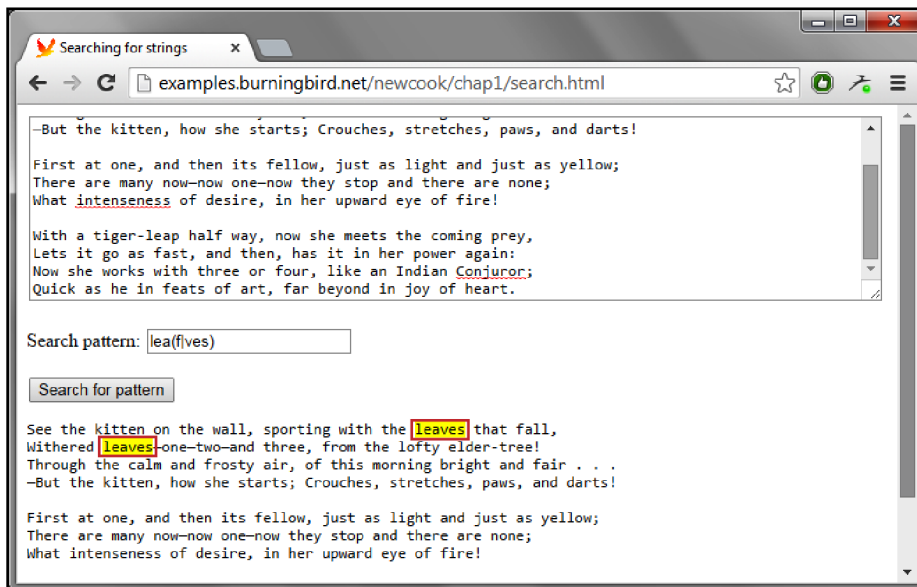 Searching for strings
examples.burningbird.net/newcook/chap1/search.html
—But the kitten, how she starts; Crouches, stretches, paws, and darts!
First at one, and then its fellow, just as light and just as yellow;
There are many now—now one—now they stop and there are none;
What intenseness of desire, in her upward eye of fire!
With a tiger-leap half way, now she meets the coming prey,
Lets it go as fast, and then, has it in her power again:
Now she works with three or four, like an Indian Conjuror;
Quick as he in feats of art, far beyond in joy of heart.
Search pattern: lea(f|ves)
Search for pattern
See the kitten on the wall, sporting with the leaves that fall,
Withered leaves—one—two—and three, from the lofty elder-tree!
Through the calm and frosty air, of this morning bright and fair . . .
—But the kitten, how she starts; Crouches, stretches, paws, and darts!
First at one, and then its fellow, just as light and just as yellow;
There are many now—now one—now they stop and there are none;
What intenseness of desire, in her upward eye of fire!